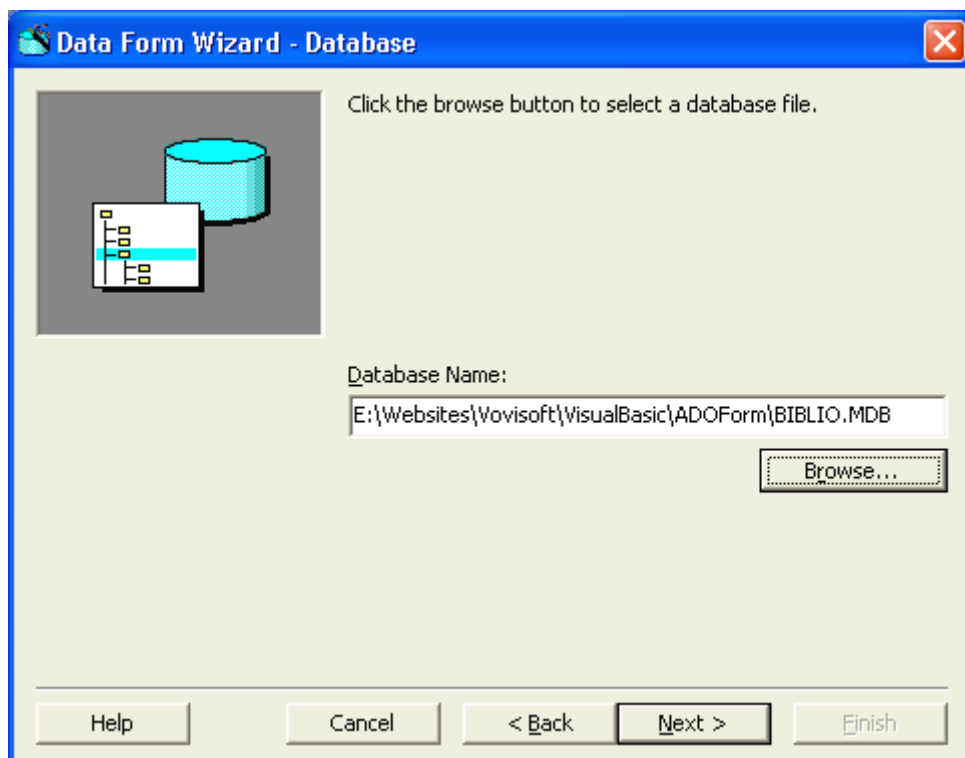 Data Form Wizard - Database
Click the browse button to select a database file.
Database Name:
E:\Websites\Vovisoft\VisualBasic\ADOForm\BIBLIO.MDB
Browse...
Help Cancel < Back Next > Finish